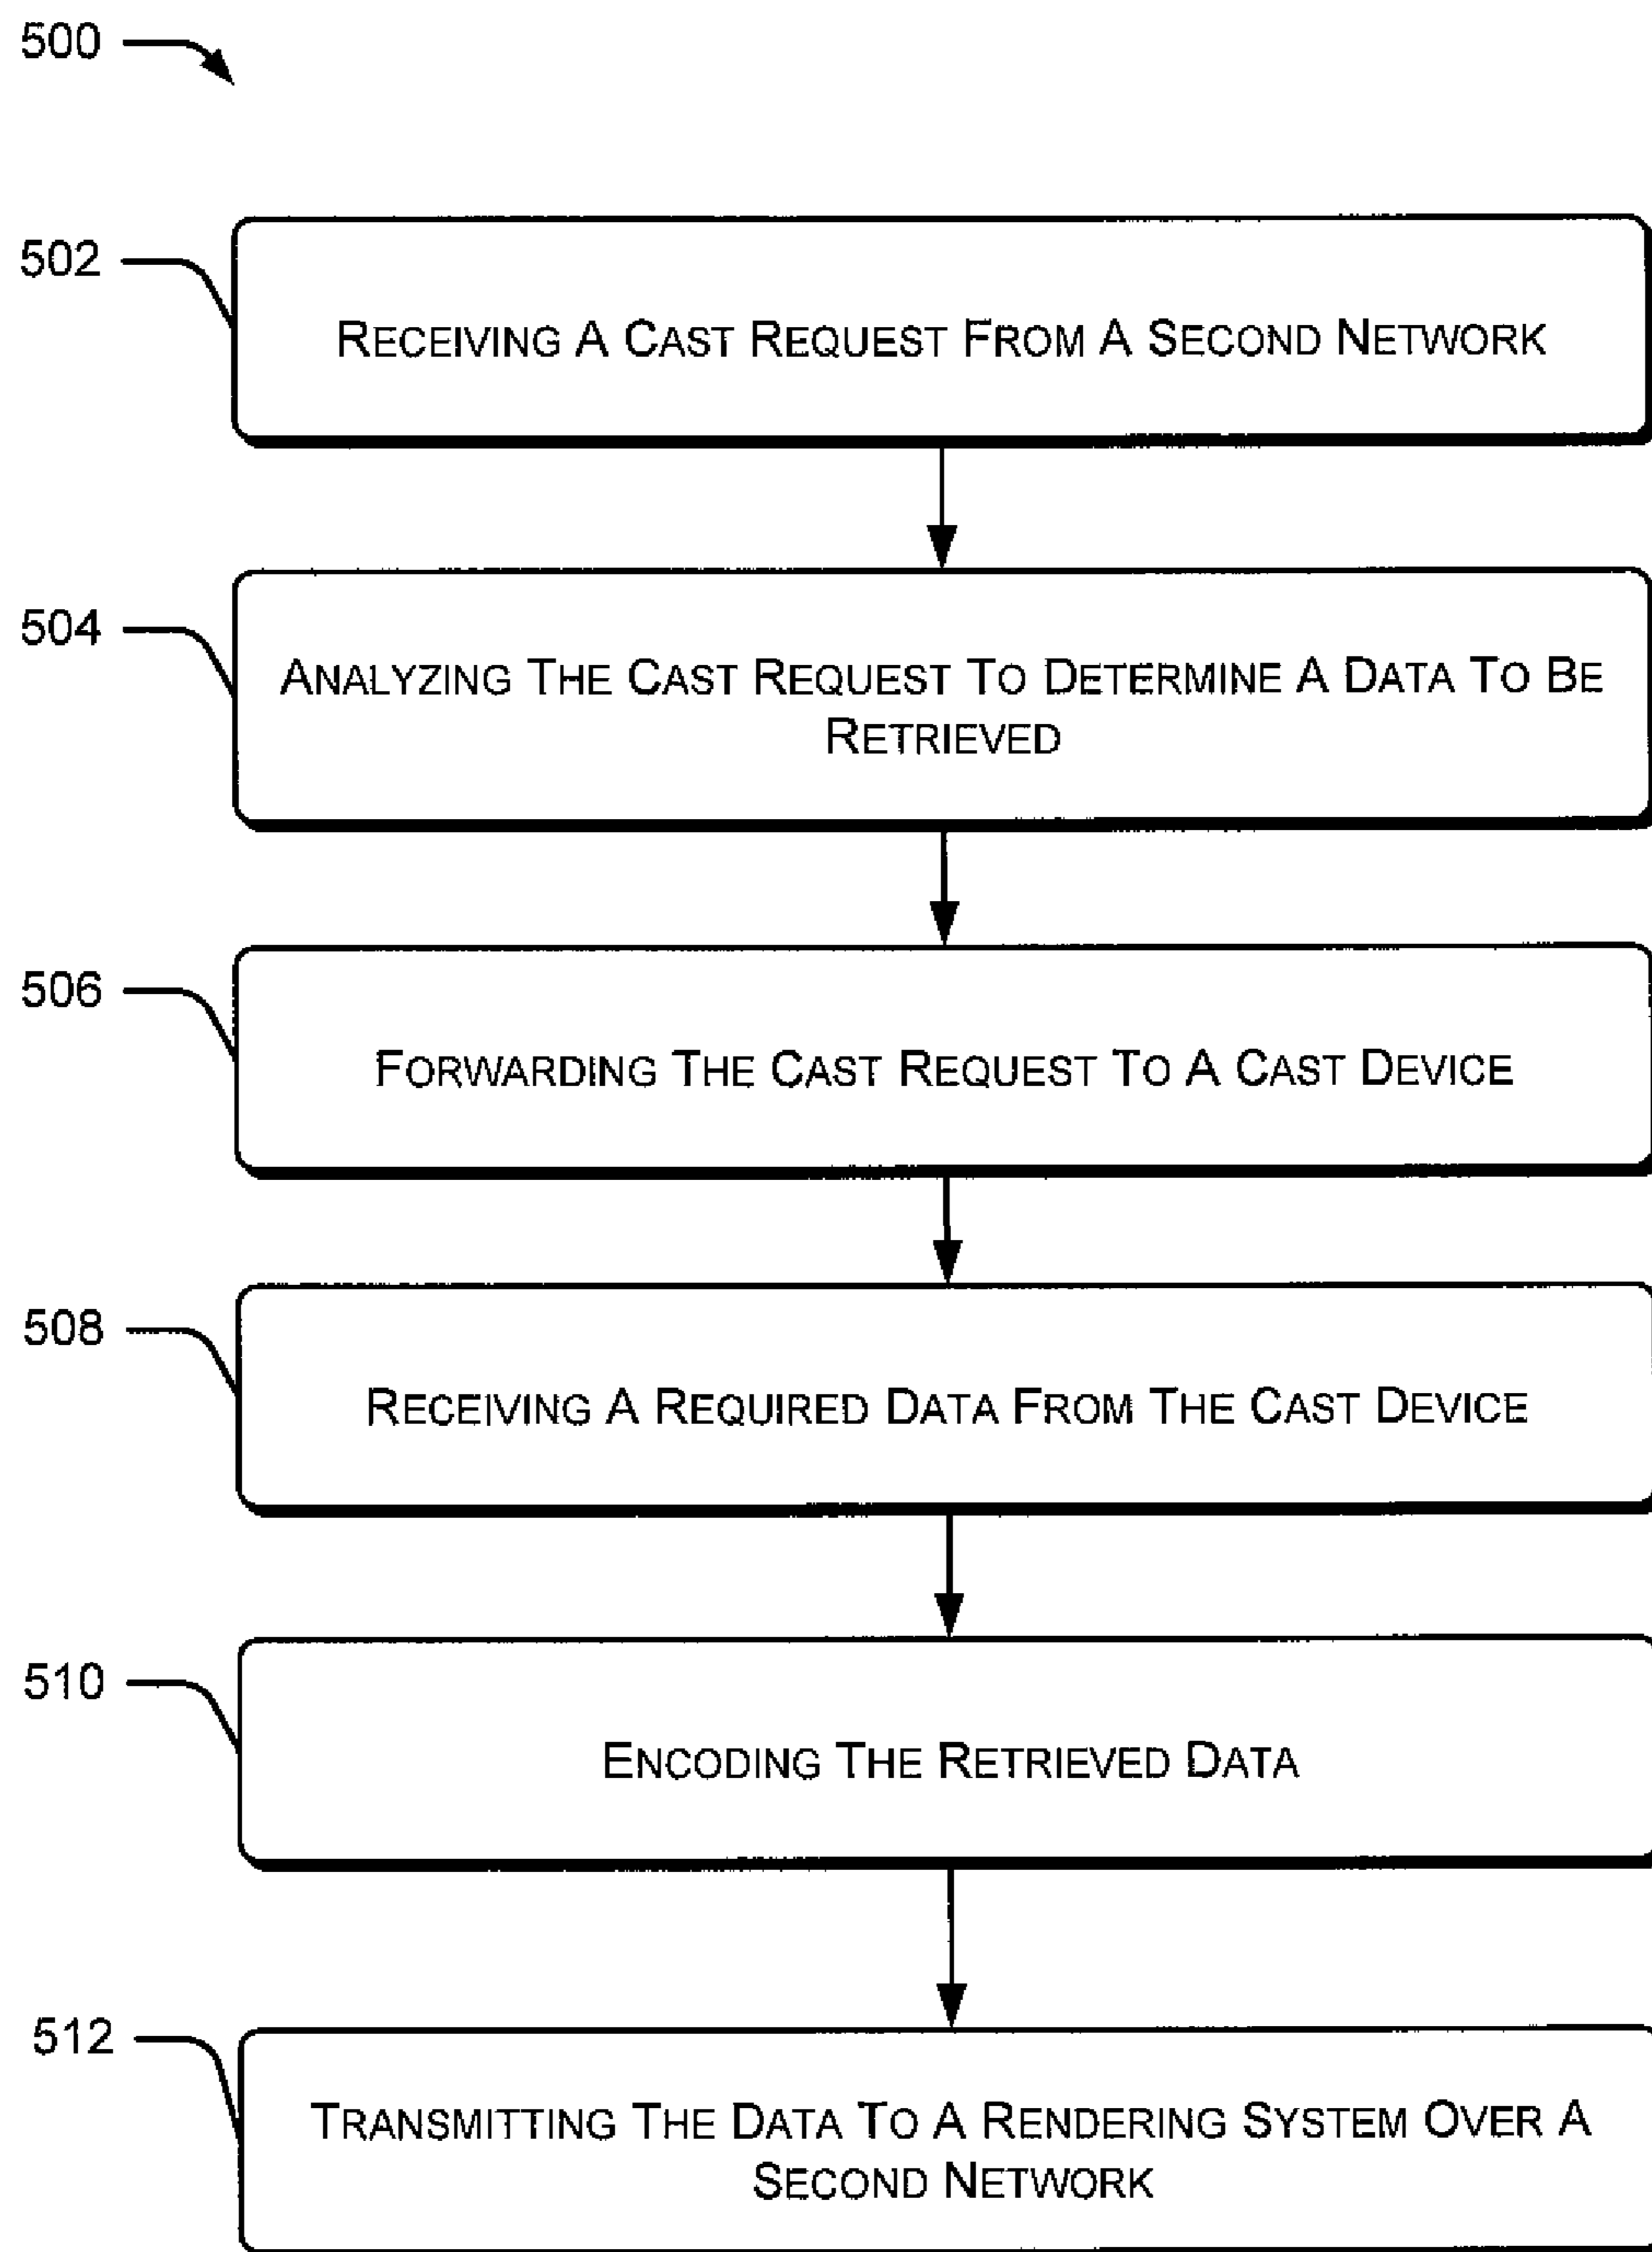 500
502
RECEIVING A CAST REQUEST FROM A SECOND NETWORK
504
ANALYZING THE CAST REQUEST TO DETERMINE A DATA TO BE
RETRIEVED
506
FORWARDING THE CAST REQUEST TO A CAST DEVICE
508
RECEIVING A REQUIRED DATA FROM THE CAST DEVICE
510
ENCODING THE RETRIEVED DATA
512
TRANSMITTING THE DATA TO A RENDERING SYSTEM OVER A
SECOND NETWORK